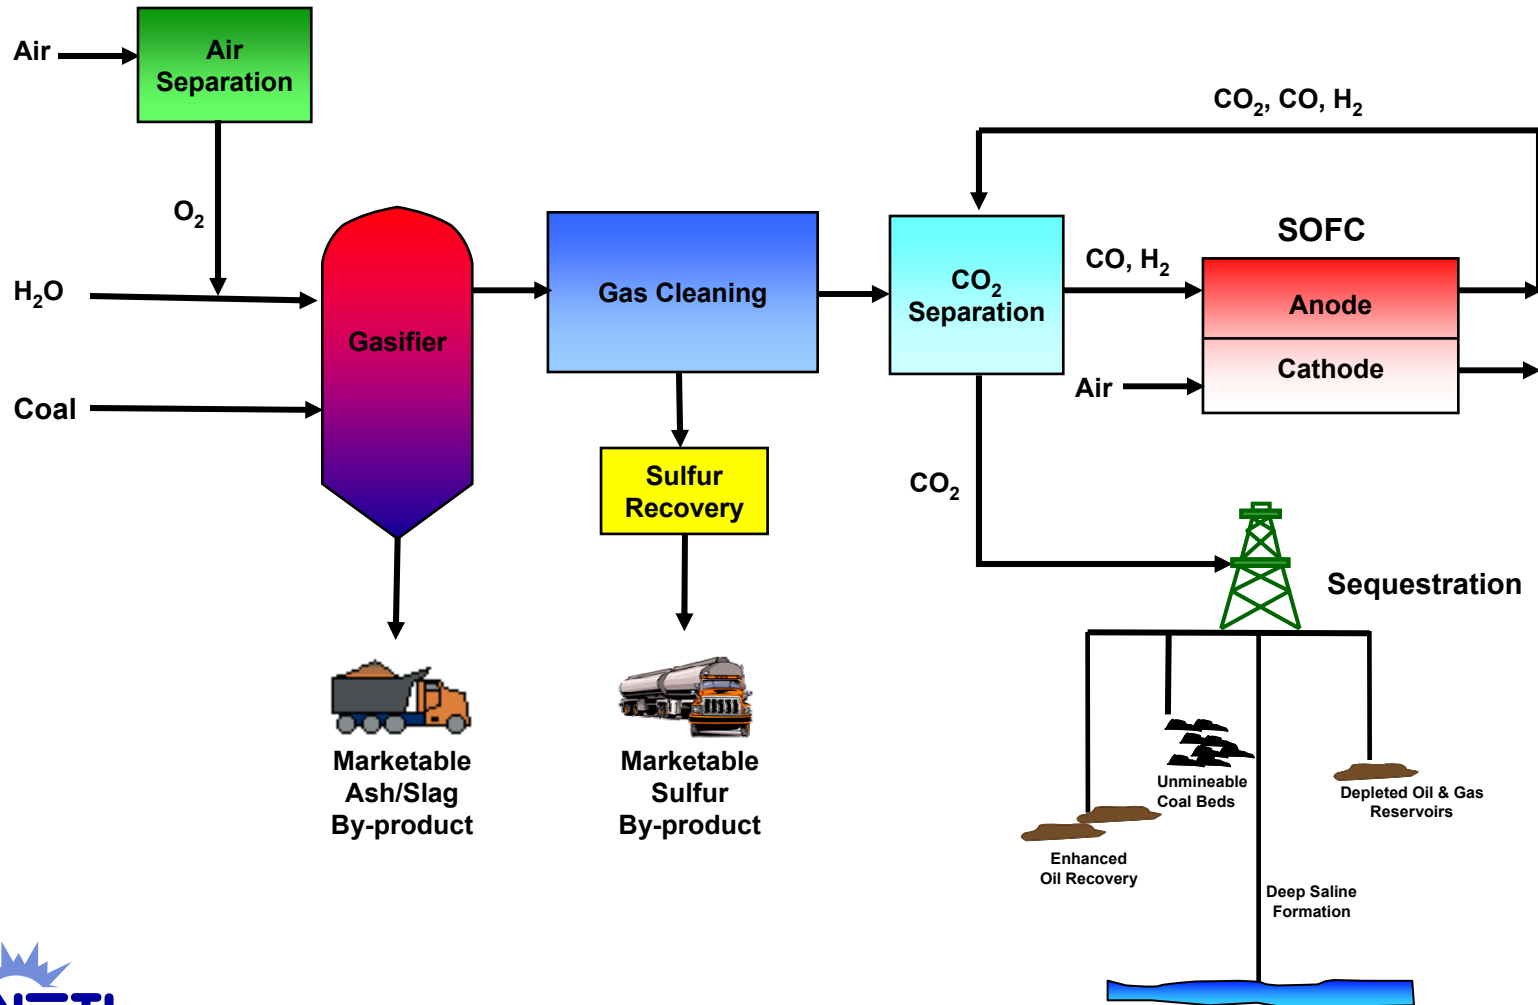 Air
Air
Separation
CO₂, CO, H₂
O₂
SOFC
H₂O
Gasifier
Gas Cleaning
CO₂
Separation
CO, H₂
Anode
Cathode
Air
Coal
Sulfur
Recovery
CO₂
Sequestration
Marketable
Ash/Slag
By-product
Marketable
Sulfur
By-product
Unmineable
Coal Beds
Depleted Oil & Gas
Reservoirs
Enhanced
Oil Recovery
Deep Saline
Formation
NETL